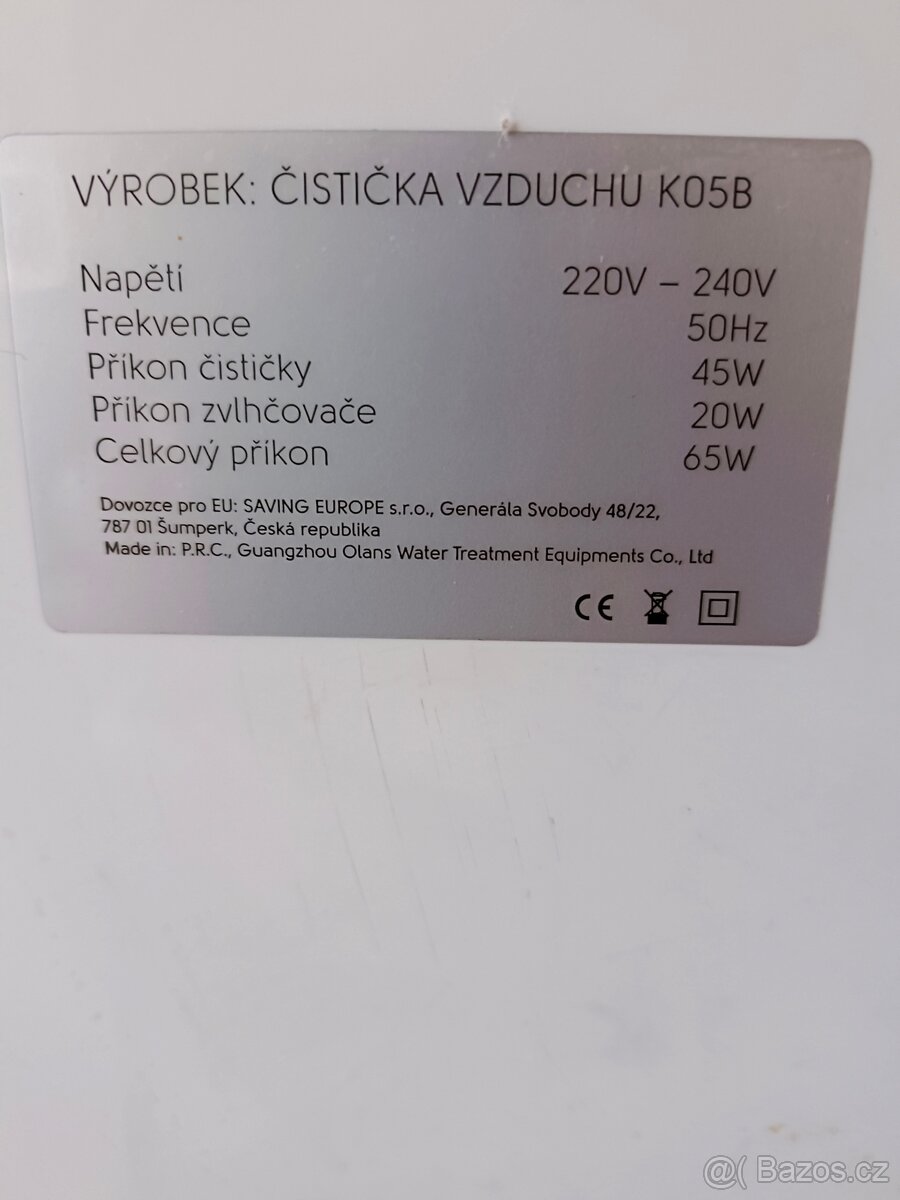 VÝROBEK: ČISTIČKA VZDUCHU K05B
Napětí 220V – 240V
Frekvence 50Hz
Příkon čističky 45W
Příkon zvlhčovače 20W
Celkový příkon 65W
Dovozce pro EU: SAVING EUROPE s.r.o., Generála Svobody 48/22,
787 01 Šumperk, Česká republika
Made in: P.R.C., Guangzhou Olans Water Treatment Equipments Co., Ltd
CE
@( Bazos.cz